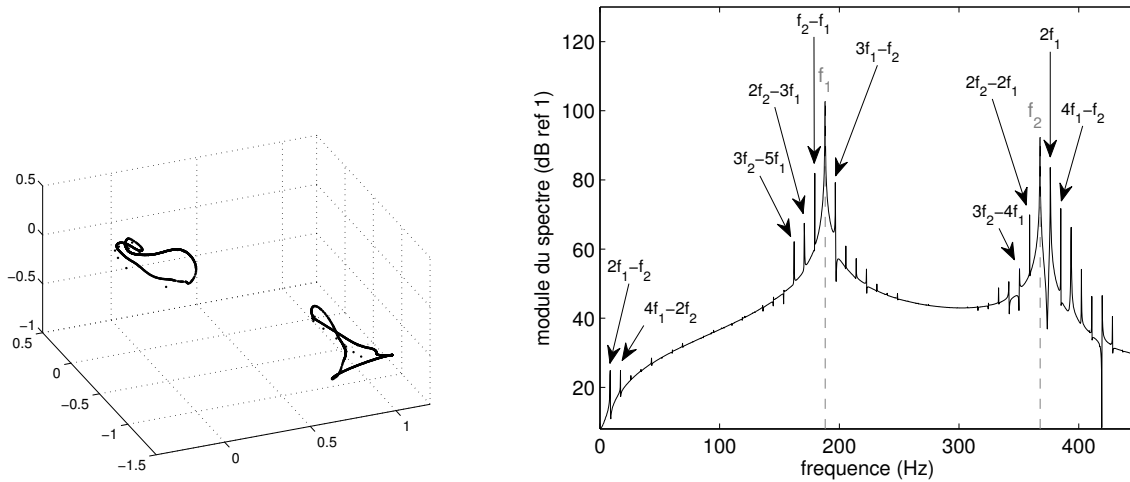 0.5
0
−0.5
−1
0.5
0
−0.5
−1
−1.5
0
0.5
1
module du spectre (dB ref 1)
120
100
80
60
40
20
0
100
200
300
400
frequence (Hz)
f2−f1
3f1−f2
f1
2f2−3f1
3f2−5f1
2f1−f2
4f1−2f2
2f1
2f2−2f1
f2
4f1−f2
3f2−4f1